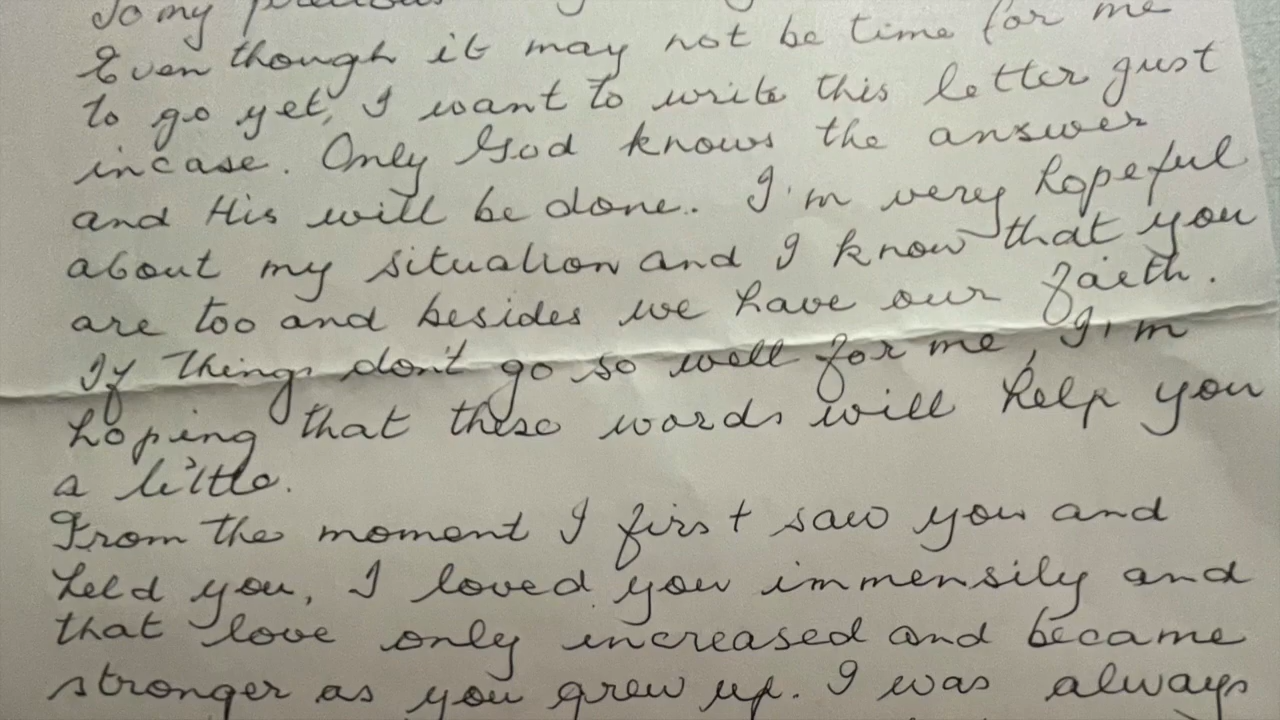 To my precious
Even though it may not be time for me
to go yet, I want to write this letter just
incase. Only God knows the answer
and His will be done. I'm very hopeful
about my situation and I know that you
are too and besides we have our faith.
If things don't go so well for me, I'm
hoping that these words will help you
a little.
From the moment I first saw you and
held you, I loved you immensily and
that love only increased and became
stronger as you grew up. I was always